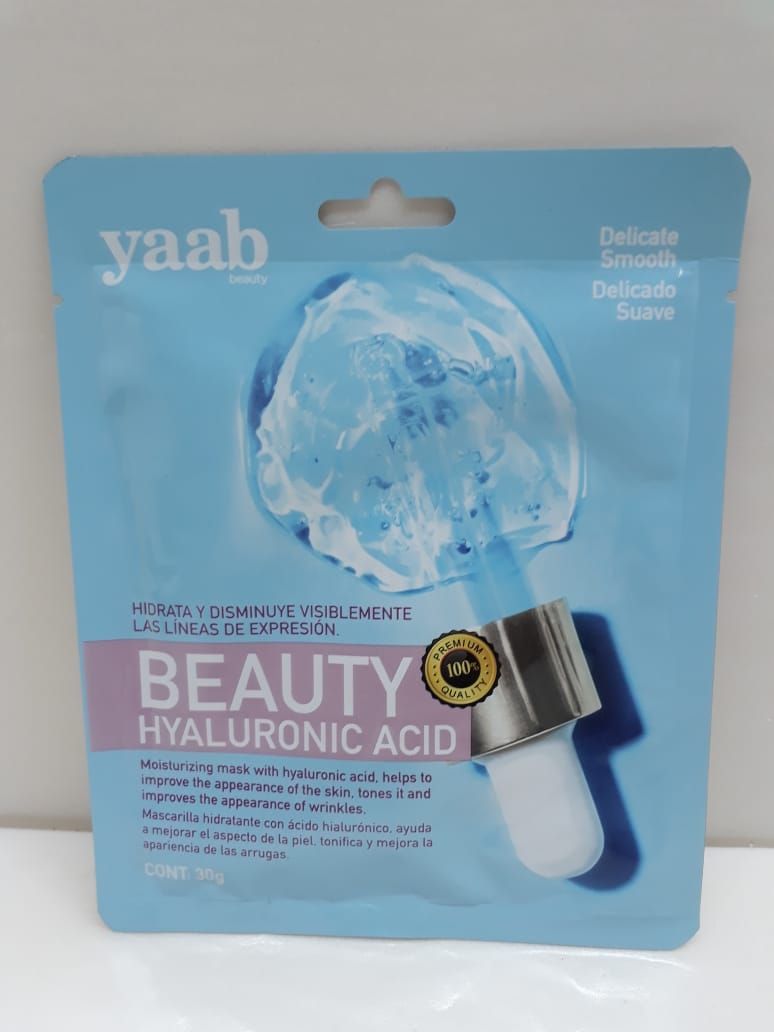 yaab
beauty
Delicate
Smooth
Delicado
Suave
HIDRATA Y DISMINUYE VISIBLEMENTE
LAS LÍNEAS DE EXPRESIÓN.
BEAUTY
HYALURONIC ACID
PREMIUM
100%
QUALITY
Moisturizing mask with hyaluronic acid, helps to
improve the appearance of the skin, tones it and
improves the appearance of wrinkles.
Mascarilla hidratante con ácido hialurónico, ayuda
a mejorar el aspecto de la piel, tonifica y mejora la
apariencia de las arrugas.
CONT: 30g